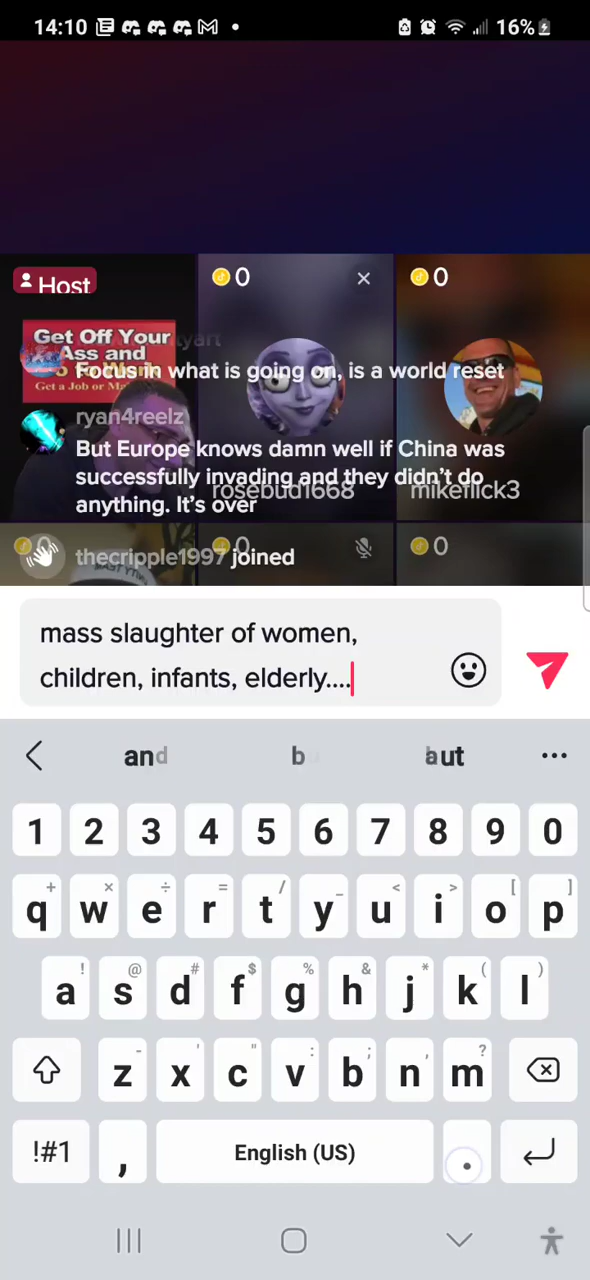 14:10
16%
Host
0
0
Get Off Your
Ass and
Get a Job or
Focus in what is going on, is a world reset
ryan4reelz
But Europe knows damn well if China was
successfully invading and they didn't do
anything. It's over
rosebud1668
mikeflick3
0
0
thecripple1997 joined
mass slaughter of women,
children, infants, elderly....
and
b
but
1 2 3 4 5 6 7 8 9 0
+ × ÷ = / _ < > [ ]
q w e r t y u i o p
! @ # $ % & * ( )
a s d f g h j k l
- ' " : ; , ?
z x c v b n m
!#1 , English (US) .